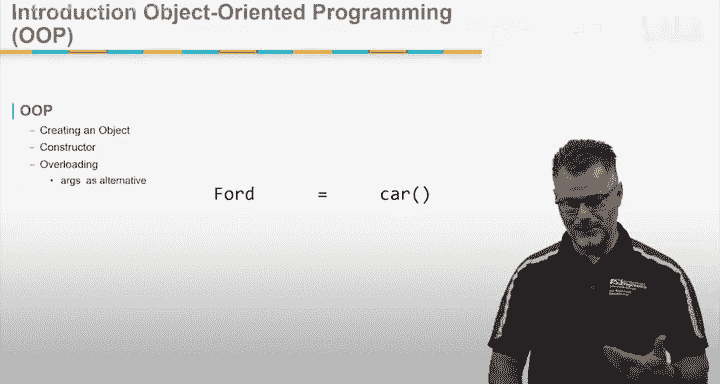 Introduction Object-Oriented Programming
(OOP)
OOP
– Creating an Object
– Constructor
– Overloading
• args as alternative
Ford = car()